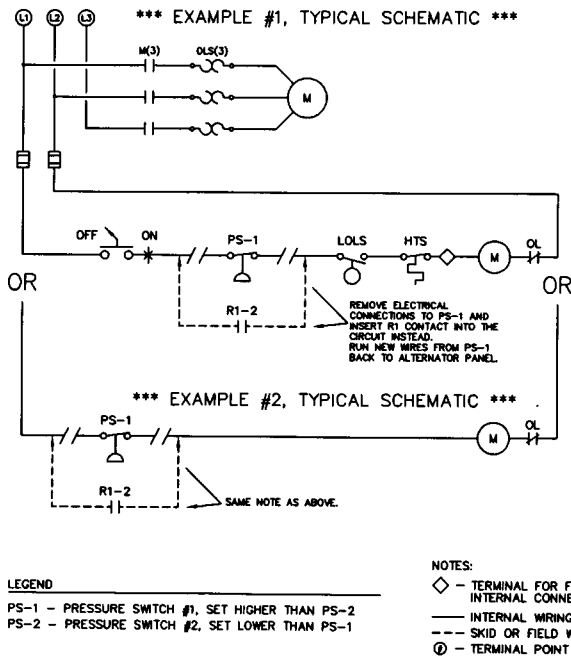 *** EXAMPLE #1, TYPICAL SCHEMATIC ***
L1 L2 L3
M(3) OLS(3)
M
OFF ON PS-1 LOLS HTS M OL
OR OR
R1-2
REMOVE ELECTRICAL
CONNECTIONS TO PS-1 AND
INSERT R1 CONTACT INTO THE
CIRCUIT INSTEAD.
RUN NEW WIRES FROM PS-1
BACK TO ALTERNATOR PANEL.
*** EXAMPLE #2, TYPICAL SCHEMATIC ***
PS-1 M OL
R1-2
SAME NOTE AS ABOVE.
LEGEND
PS-1 - PRESSURE SWITCH #1, SET HIGHER THAN PS-2
PS-2 - PRESSURE SWITCH #2, SET LOWER THAN PS-1
NOTES:
- TERMINAL FOR F
INTERNAL CONNE
INTERNAL WIRING
SKID OR FIELD W
- TERMINAL POINT